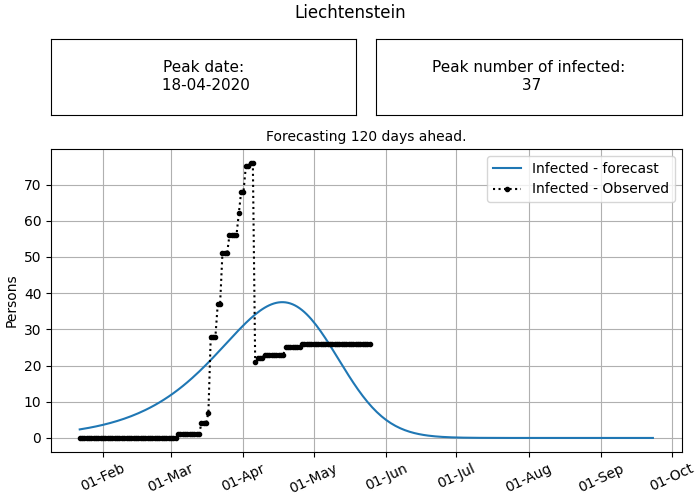 Liechtenstein
Peak date:
18-04-2020
Peak number of infected:
37
Forecasting 120 days ahead.
Infected - forecast
Infected - Observed
Persons
70
60
50
40
30
20
10
0
01-Feb
01-Mar
01-Apr
01-May
01-Jun
01-Jul
01-Aug
01-Sep
01-Oct